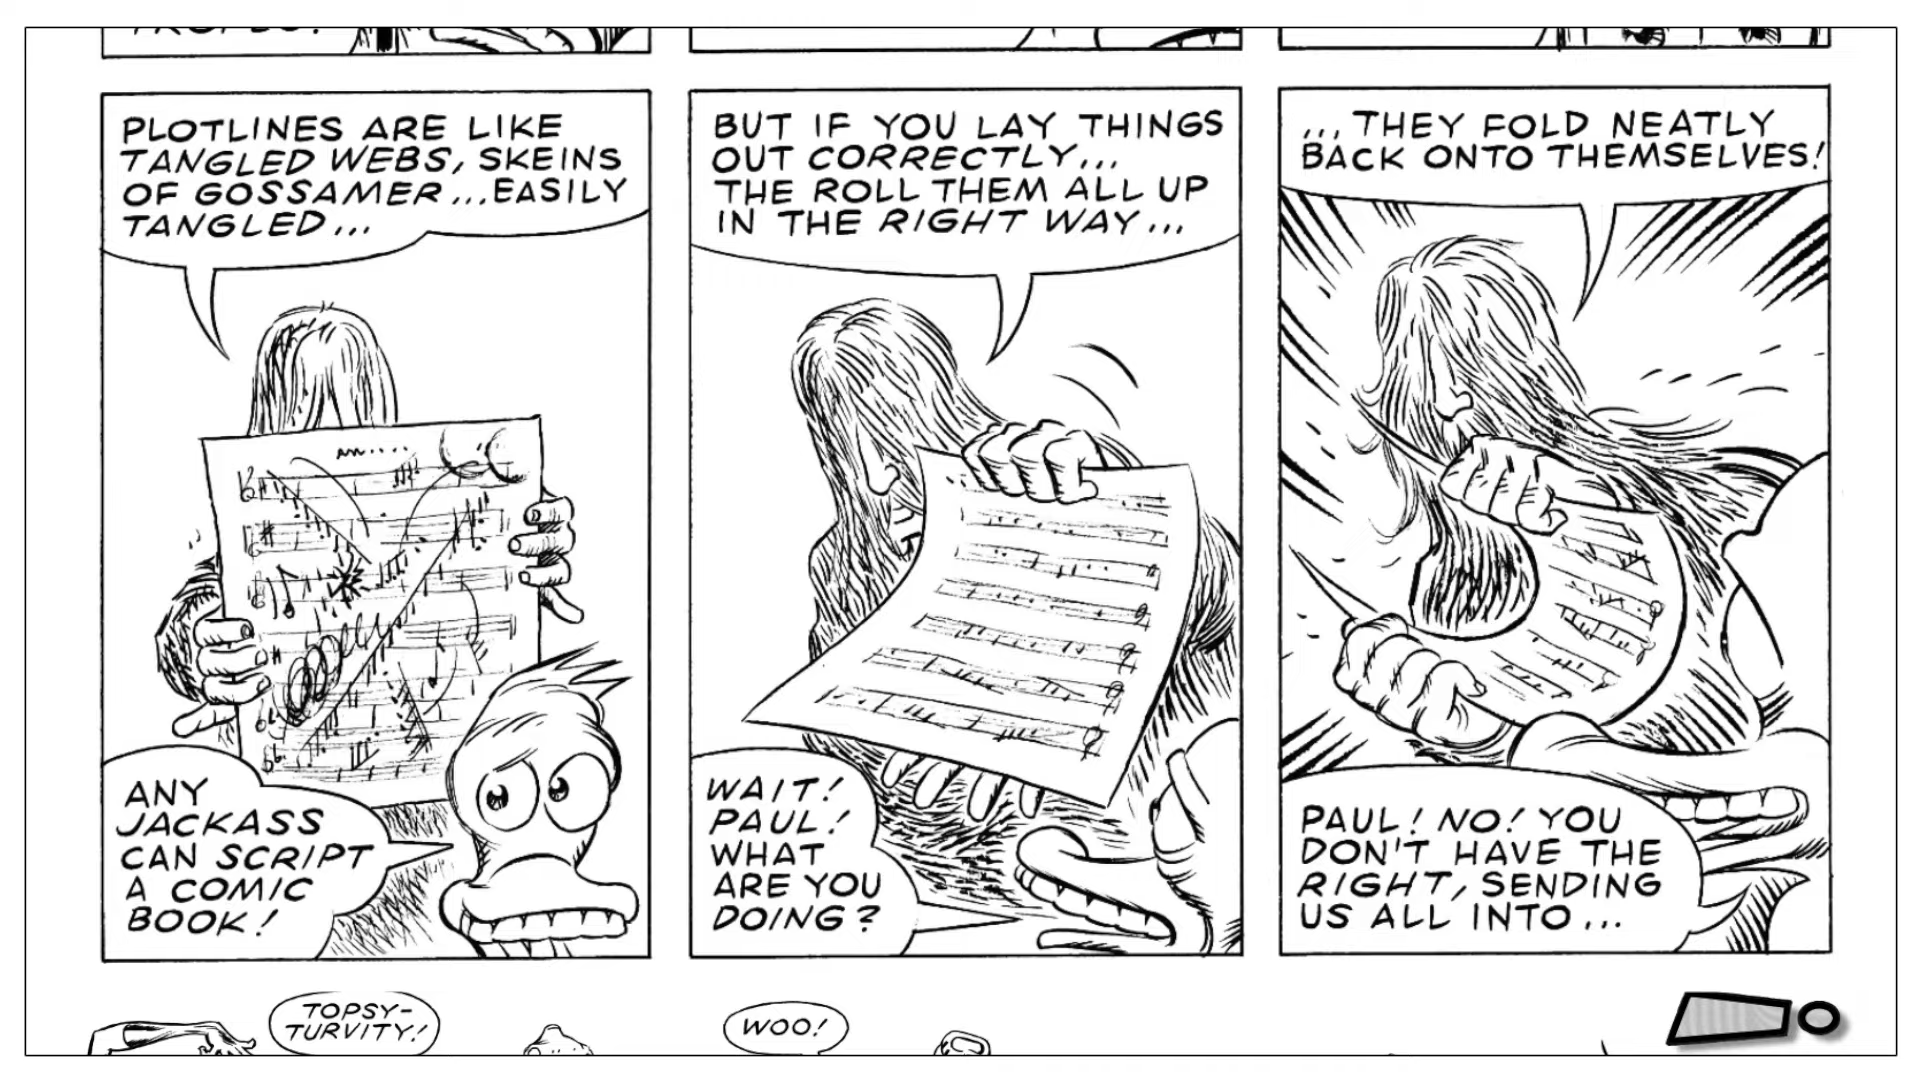 PLOTLINES ARE LIKE
TANGLED WEBS, SKEINS
OF GOSSAMER...EASILY
TANGLED...
ANY
JACKASS
CAN SCRIPT
A COMIC
BOOK!
BUT IF YOU LAY THINGS
OUT CORRECTLY...
THE ROLL THEM ALL UP
IN THE RIGHT WAY...
WAIT!
PAUL!
WHAT
ARE YOU
DOING?
...THEY FOLD NEATLY
BACK ONTO THEMSELVES!
PAUL! NO! YOU
DON'T HAVE THE
RIGHT, SENDING
US ALL INTO...
TOPSY-
TURVITY!
WOO!